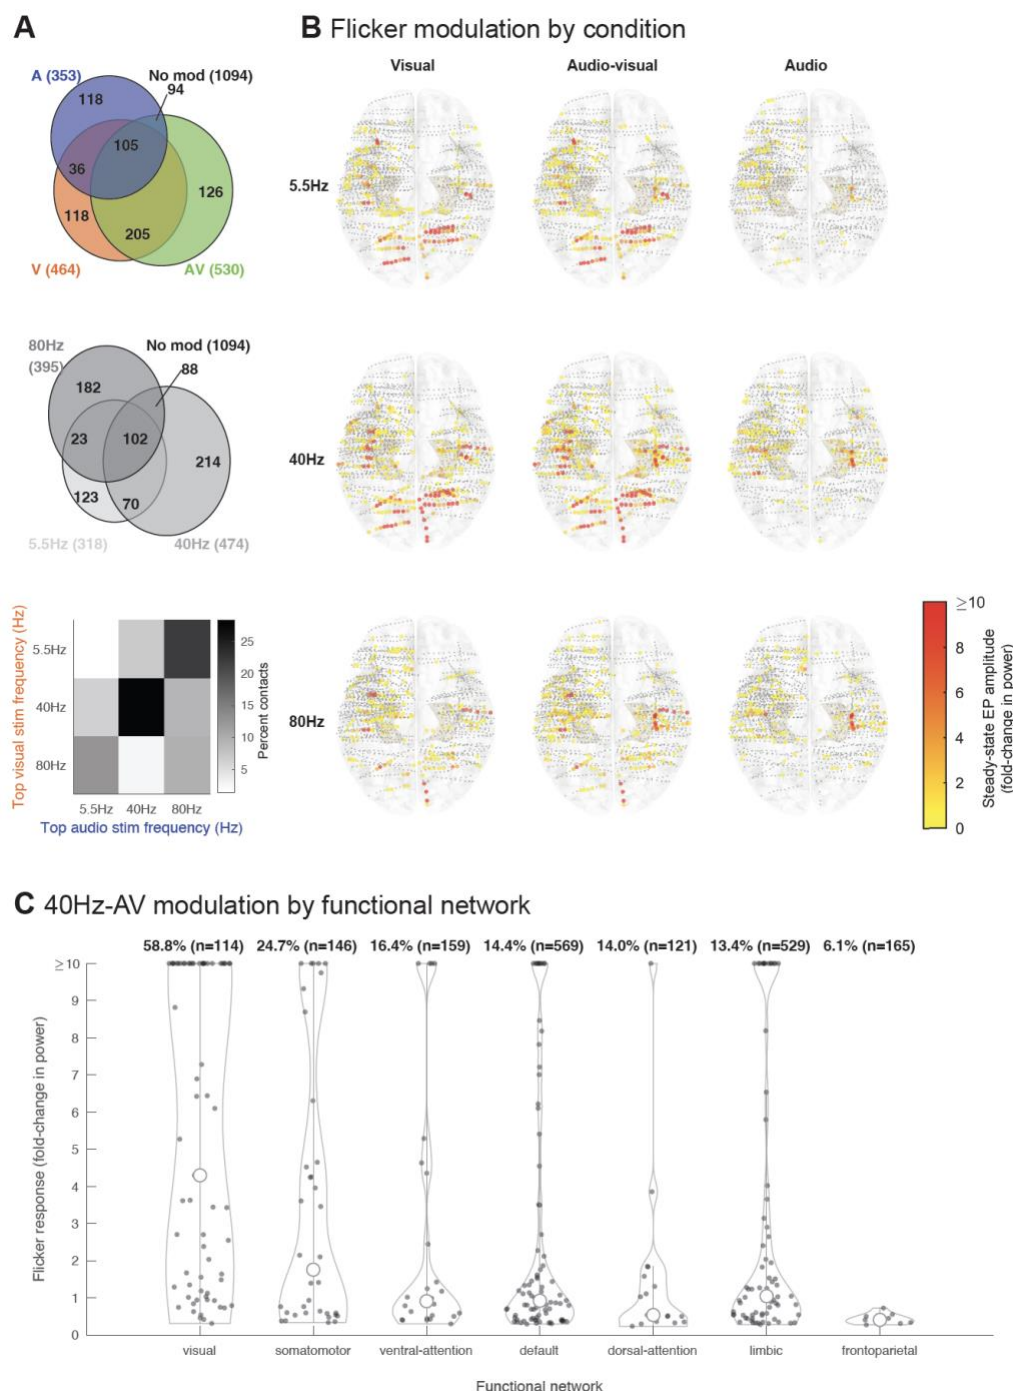 A
A (353)
No mod (1094)
94
118
105
36
126
118
205
V (464)
AV (530)
80Hz
(395)
No mod (1094)
88
182
23
102
214
123
70
5.5Hz (318)
40Hz (474)
Top visual stim frequency (Hz)
5.5Hz
40Hz
80Hz
5.5Hz
40Hz
80Hz
Top audio stim frequency (Hz)
25
20
15
10
5
Percent contacts
B Flicker modulation by condition
Visual
Audio-visual
Audio
5.5Hz
40Hz
80Hz
≥10
8
6
4
2
0
Steady-state EP amplitude
(fold-change in power)
C 40Hz-AV modulation by functional network
58.8% (n=114)
24.7% (n=146)
16.4% (n=159)
14.4% (n=569)
14.0% (n=121)
13.4% (n=529)
6.1% (n=165)
Flicker response (fold-change in power)
≥ 10
9
8
7
6
5
4
3
2
1
0
visual
somatomotor
ventral-attention
default
dorsal-attention
limbic
frontoparietal
Functional network